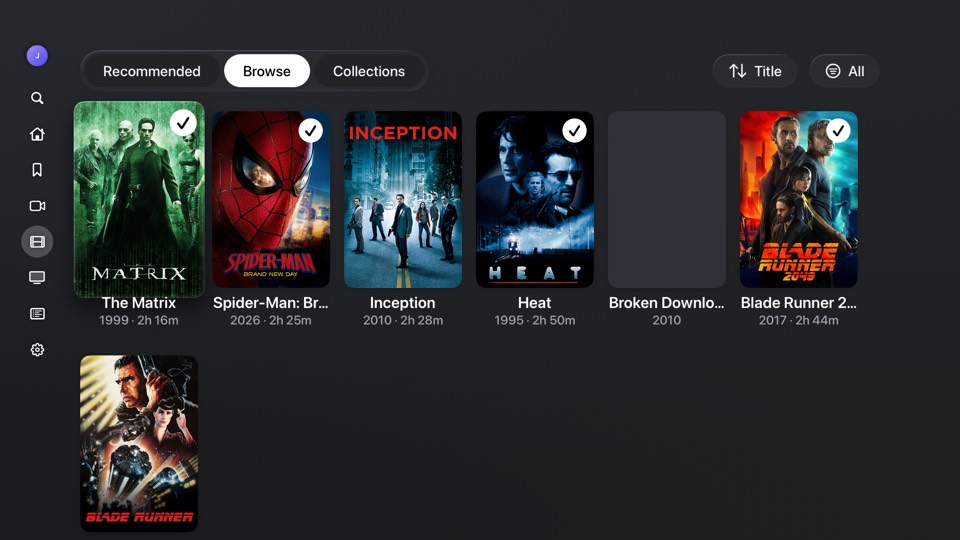 J
Recommended
Browse
Collections
Title
All
MATRIX
SPIDER-MAN
BRAND NEW DAY
INCEPTION
HEAT
BLADE
RUNNER
2049
The Matrix
1999 · 2h 16m
Spider-Man: Br...
2026 · 2h 25m
Inception
2010 · 2h 28m
Heat
1995 · 2h 50m
Broken Downlo...
2010
Blade Runner 2...
2017 · 2h 44m
BLADE RUNNER